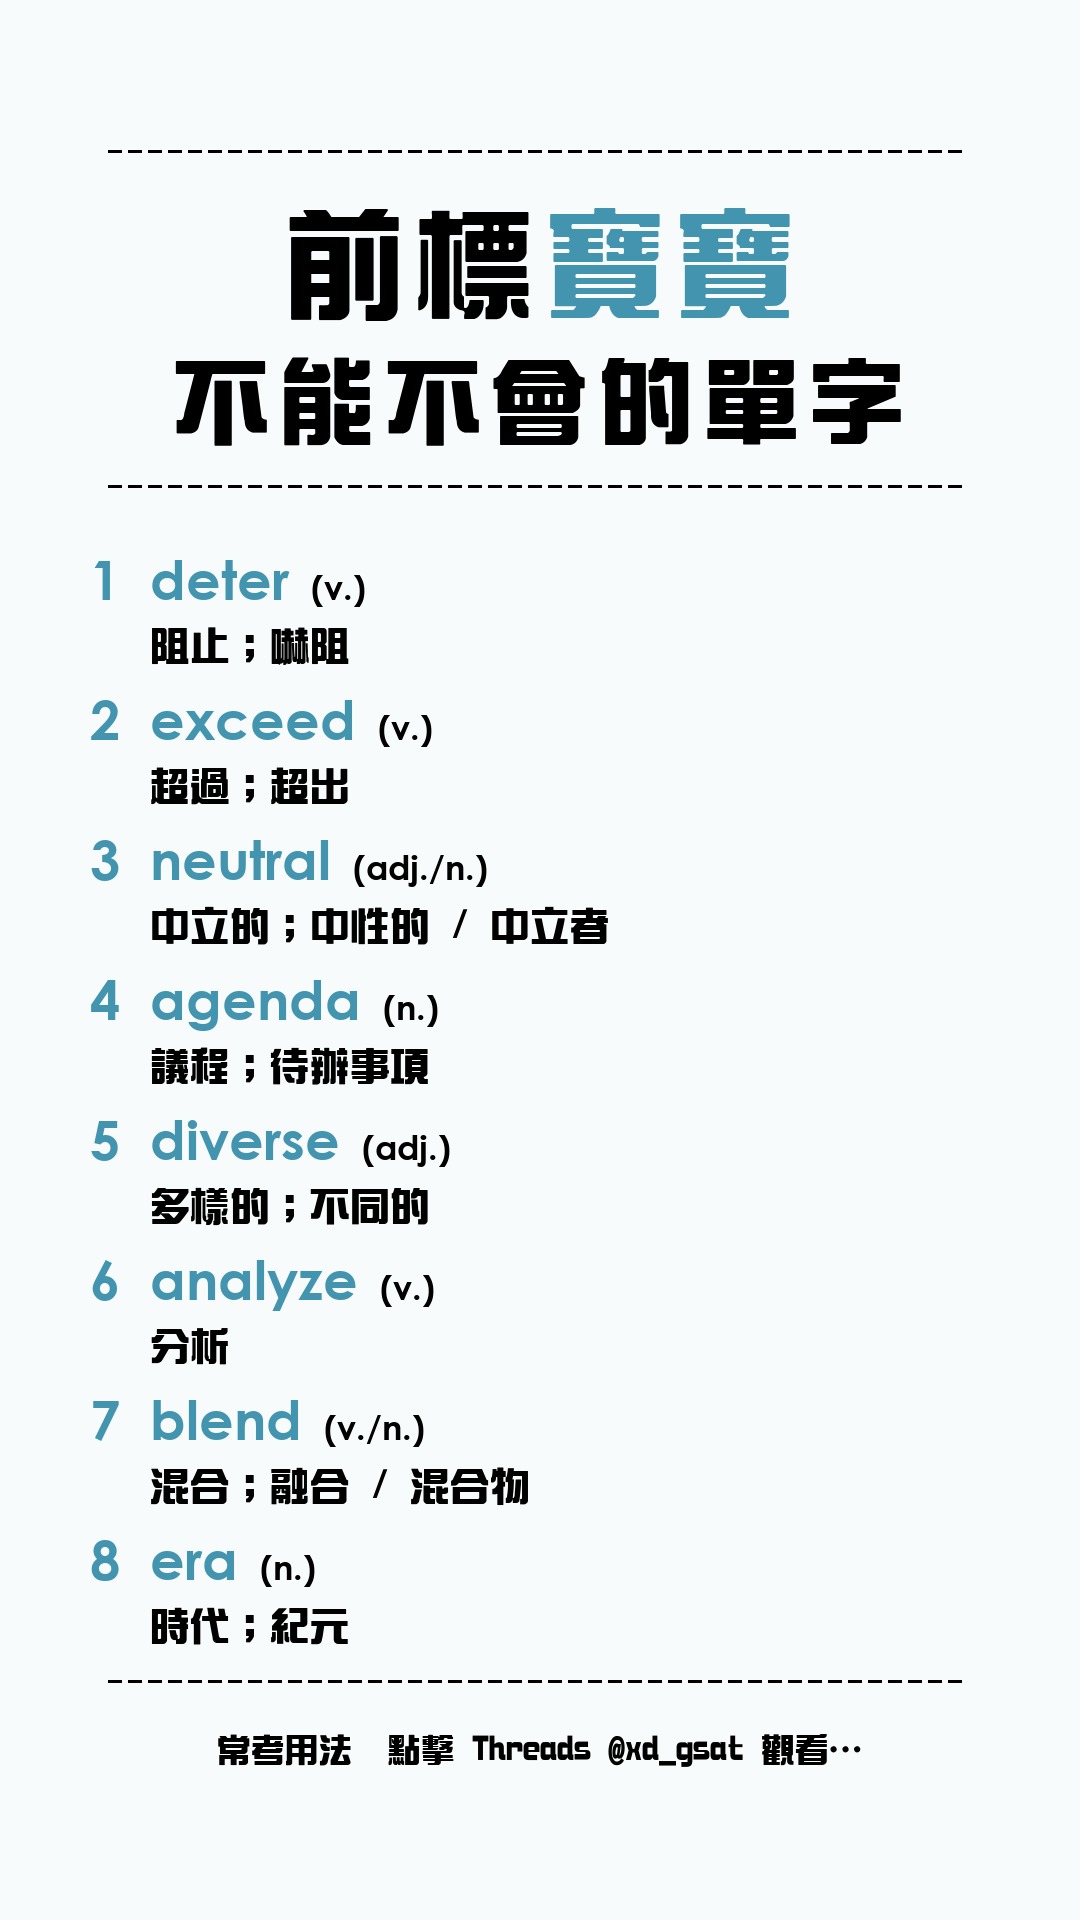 前標寶寶
不能不會的單字
1 deter (v.)
阻止；嚇阻
2 exceed (v.)
超過；超出
3 neutral (adj./n.)
中立的；中性的 / 中立者
4 agenda (n.)
議程；待辦事項
5 diverse (adj.)
多樣的；不同的
6 analyze (v.)
分析
7 blend (v./n.)
混合；融合 / 混合物
8 era (n.)
時代；紀元
常考用法　點擊 Threads @xd_gsat 觀看…